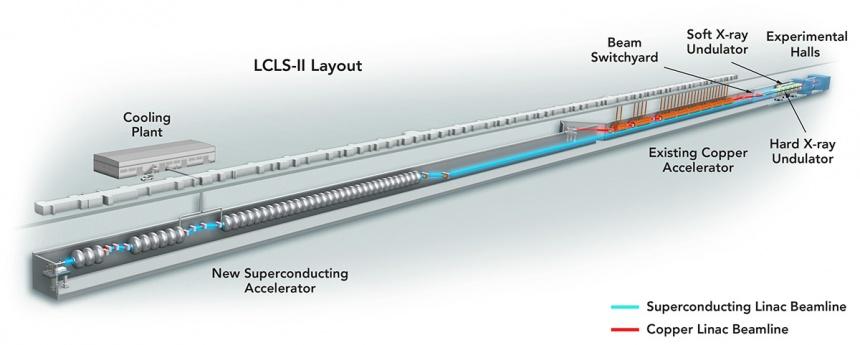 LCLS-II Layout
Cooling
Plant
Beam
Switchyard
Soft X-ray
Undulator
Experimental
Halls
Existing Copper
Accelerator
Hard X-ray
Undulator
New Superconducting
Accelerator
Superconducting Linac Beamline
Copper Linac Beamline